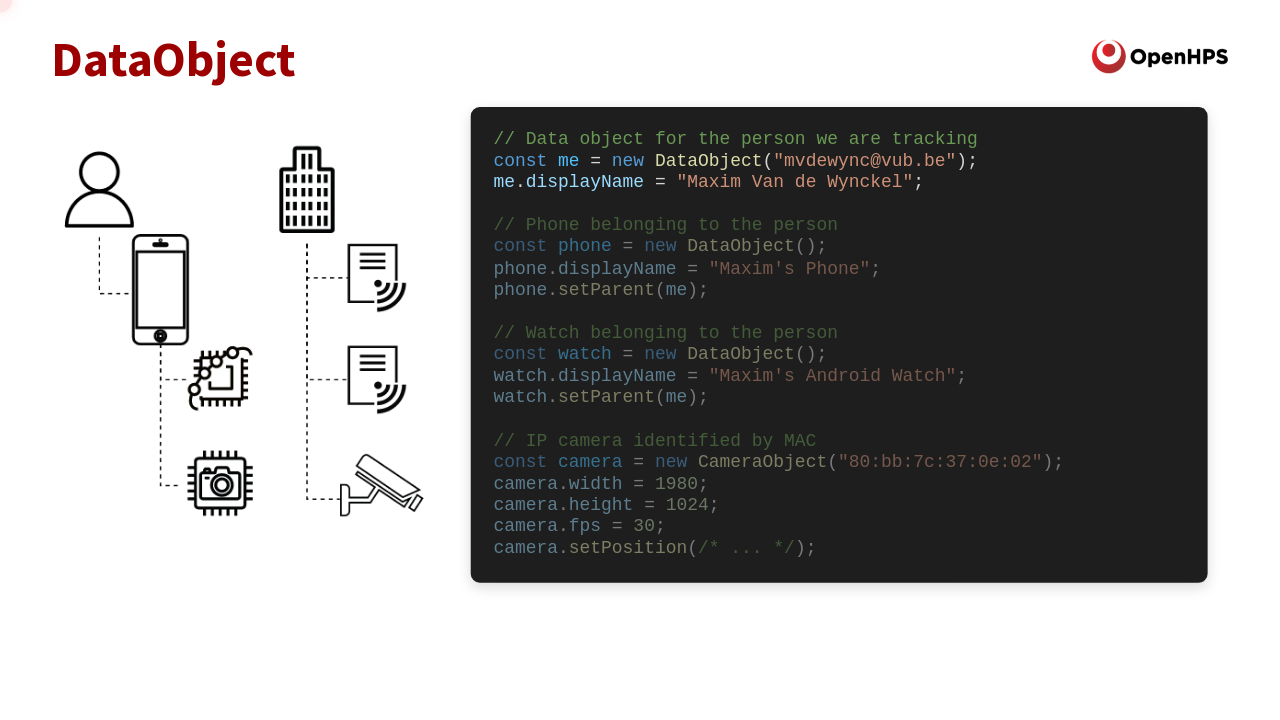 DataObject
OpenHPS
// Data object for the person we are tracking
const me = new DataObject("mvdewync@vub.be");
me.displayName = "Maxim Van de Wynckel";
// Phone belonging to the person
const phone = new DataObject();
phone.displayName = "Maxim's Phone";
phone.setParent(me);
// Watch belonging to the person
const watch = new DataObject();
watch.displayName = "Maxim's Android Watch";
watch.setParent(me);
// IP camera identified by MAC
const camera = new CameraObject("80:bb:7c:37:0e:02");
camera.width = 1980;
camera.height = 1024;
camera.fps = 30;
camera.setPosition(/* ... */);